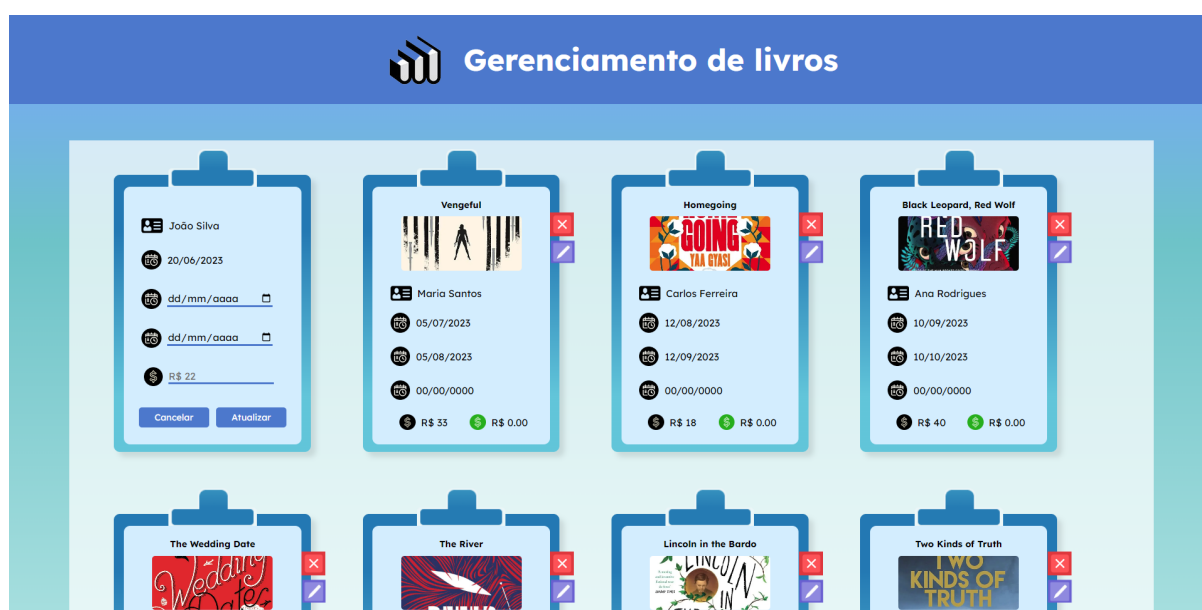 Gerenciamento de livros
João Silva
20/06/2023
dd/mm/aaaa
dd/mm/aaaa
R$ 22
Cancelar
Atualizar
Vengeful
Maria Santos
05/07/2023
05/08/2023
00/00/0000
R$ 33
R$ 0.00
Homegoing
GOING
YAA GYASI
Carlos Ferreira
12/08/2023
12/09/2023
00/00/0000
R$ 18
R$ 0.00
Black Leopard, Red Wolf
RED
WOLF
Ana Rodrigues
10/09/2023
10/10/2023
00/00/0000
R$ 40
R$ 0.00
The Wedding Date
Wedding
Date
The River
Lincoln in the Bardo
LINCOLN
IN
Two Kinds of Truth
TWO
KINDS OF
TRUTH